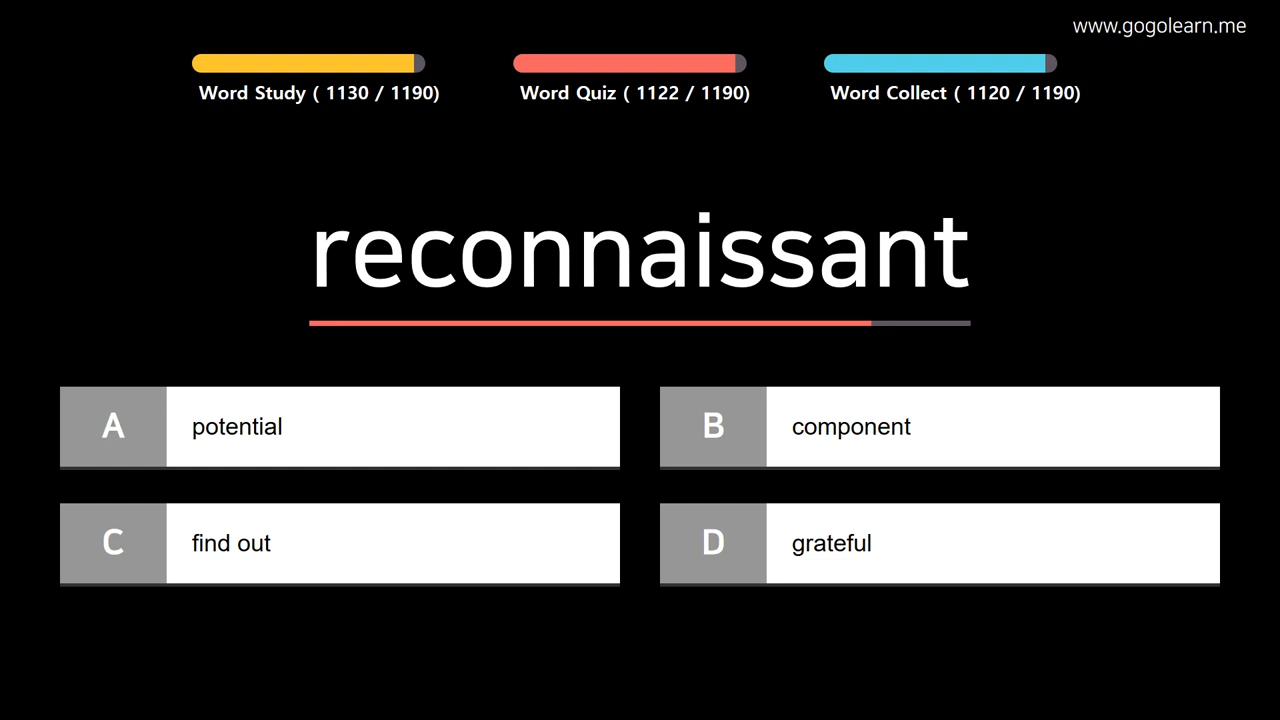 www.gogolearn.me
Word Study ( 1130 / 1190)
Word Quiz ( 1122 / 1190)
Word Collect ( 1120 / 1190)
reconnaissant
A potential
B component
C find out
D grateful